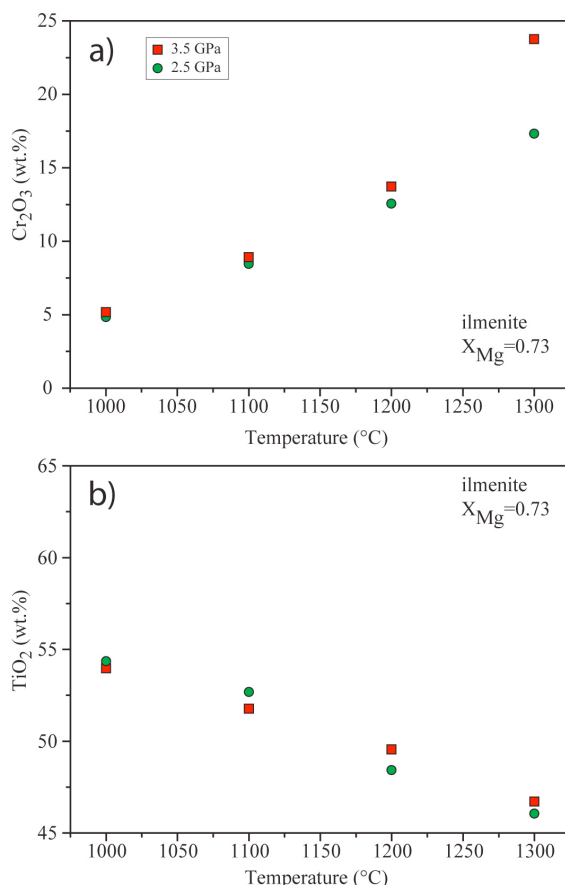 a)
3.5 GPa
2.5 GPa
25
20
15
10
5
0
Cr2O3 (wt.%)
ilmenite
XMg=0.73
1000 1050 1100 1150 1200 1250 1300
Temperature (°C)
b)
ilmenite
XMg=0.73
65
60
55
50
45
TiO2 (wt.%)
1000 1050 1100 1150 1200 1250 1300
Temperature (°C)